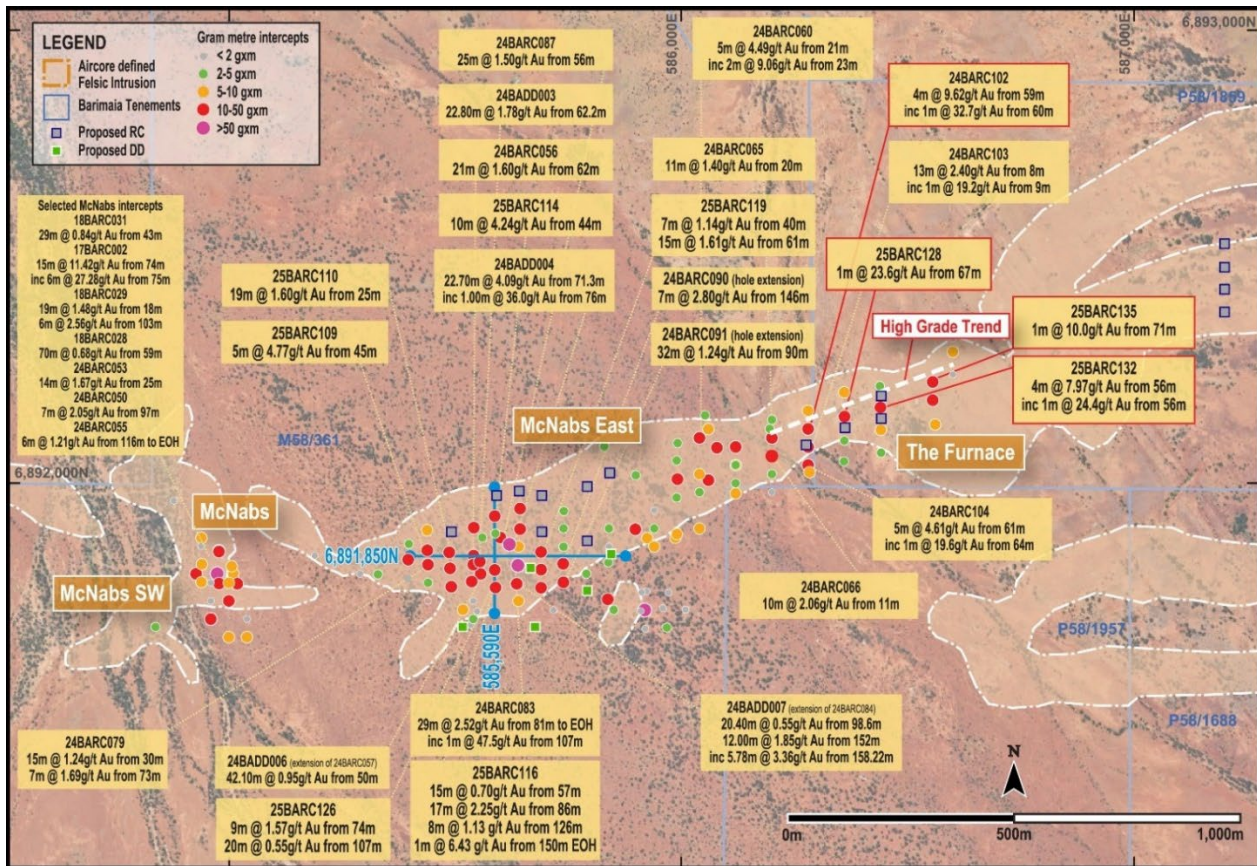 LEGEND
Aircore defined
Felsic Intrusion
Barimaia Tenements
Proposed RC
Proposed DD
Gram metre intercepts
< 2 gxm
2-5 gxm
5-10 gxm
10-50 gxm
>50 gxm
24BARC087
25m @ 1.50g/t Au from 56m
24BADD003
22.80m @ 1.78g/t Au from 62.2m
24BARC056
21m @ 1.60g/t Au from 62m
25BARC114
10m @ 4.24g/t Au from 44m
24BADD004
22.70m @ 4.09g/t Au from 71.3m
inc 1.00m @ 36.0g/t Au from 76m
24BARC060
5m @ 4.49g/t Au from 21m
inc 2m @ 9.06g/t Au from 23m
586,000E
587,000E
6,893,000N
24BARC102
4m @ 9.62g/t Au from 59m
inc 1m @ 32.7g/t Au from 60m
P58/1869
24BARC065
11m @ 1.40g/t Au from 20m
24BARC103
13m @ 2.40g/t Au from 8m
inc 1m @ 19.2g/t Au from 9m
25BARC119
7m @ 1.14g/t Au from 40m
15m @ 1.61g/t Au from 61m
24BARC090 (hole extension)
7m @ 2.80g/t Au from 146m
24BARC091 (hole extension)
32m @ 1.24g/t Au from 90m
25BARC128
1m @ 23.6g/t Au from 67m
High Grade Trend
25BARC135
1m @ 10.0g/t Au from 71m
25BARC132
4m @ 7.97g/t Au from 56m
inc 1m @ 24.4g/t Au from 56m
Selected McNabs intercepts
18BARC031
29m @ 0.84g/t Au from 43m
17BARC002
15m @ 11.42g/t Au from 74m
inc 6m @ 27.28g/t Au from 75m
18BARC029
19m @ 1.48g/t Au from 18m
6m @ 2.56g/t Au from 103m
18BARC028
70m @ 0.68g/t Au from 59m
24BARC053
14m @ 1.67g/t Au from 25m
24BARC050
7m @ 2.05g/t Au from 97m
24BARC055
6m @ 1.21g/t Au from 116m to EOH
25BARC110
19m @ 1.60g/t Au from 25m
25BARC109
5m @ 4.77g/t Au from 45m
M58/361
6,892,000N
McNabs East
The Furnace
McNabs
McNabs SW
6,891,850N
585,590E
24BARC104
5m @ 4.61g/t Au from 61m
inc 1m @ 19.6g/t Au from 64m
24BARC066
10m @ 2.06g/t Au from 11m
P58/1957
P58/1688
24BARC079
15m @ 1.24g/t Au from 30m
7m @ 1.69g/t Au from 73m
24BADD006 (extension of 24BARC057)
42.10m @ 0.95g/t Au from 50m
25BARC126
9m @ 1.57g/t Au from 74m
20m @ 0.55g/t Au from 107m
24BARC083
29m @ 2.52g/t Au from 81m to EOH
inc 1m @ 47.5g/t Au from 107m
25BARC116
15m @ 0.70g/t Au from 57m
17m @ 2.25g/t Au from 86m
8m @ 1.13 g/t Au from 126m
1m @ 6.43 g/t Au from 150m EOH
24BADD007 (extension of 24BARC084)
20.40m @ 0.55g/t Au from 98.6m
12.00m @ 1.85g/t Au from 152m
inc 5.78m @ 3.36g/t Au from 158.22m
N
0m
500m
1,000m